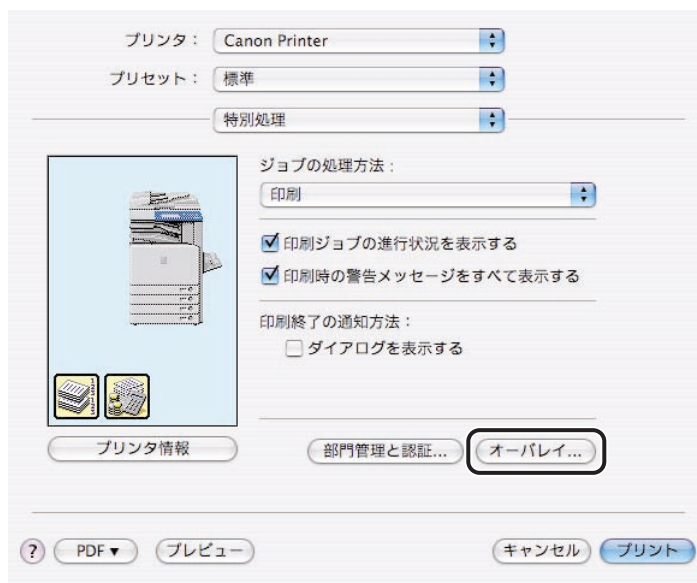 プリンタ： Canon Printer
プリセット： 標準
特別処理
ジョブの処理方法：
印刷
印刷ジョブの進行状況を表示する
印刷時の警告メッセージをすべて表示する
印刷終了の通知方法：
ダイアログを表示する
プリンタ情報 部門管理と認証... オーバレイ...
? PDF▼ プレビュー キャンセル プリント